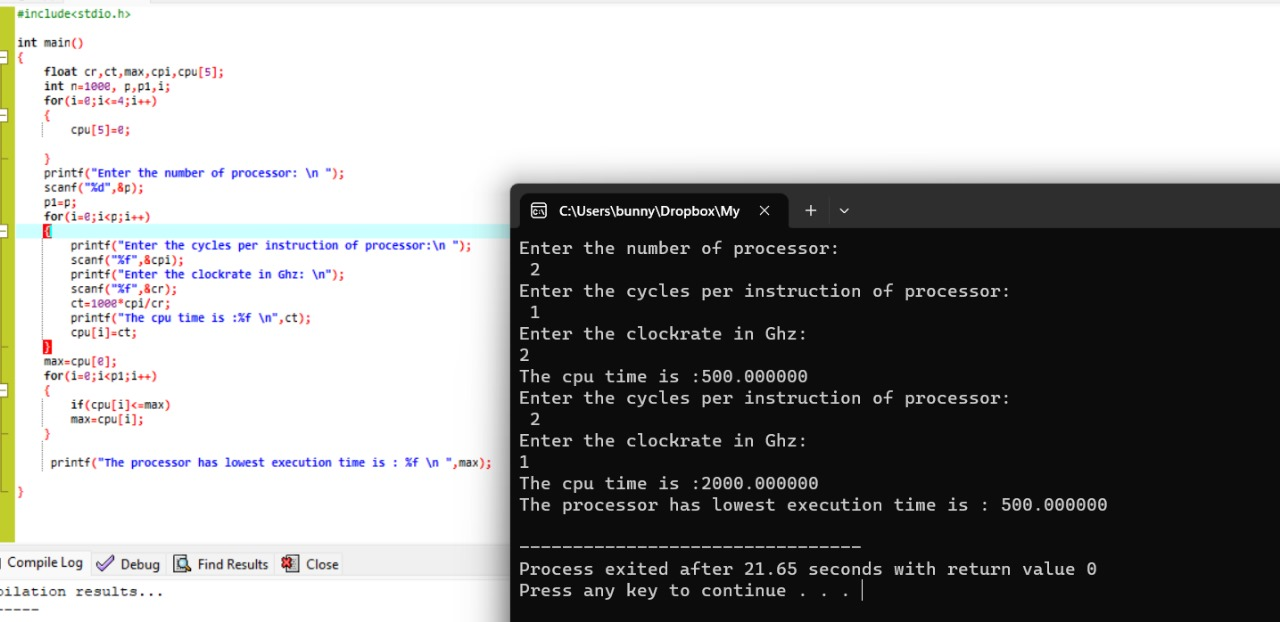 #include<stdio.h>
int main()
{
float cr,ct,max,cpi,cpu[5];
int n=1000, p,p1,i;
for(i=0;i<=4;i++)
{
cpu[5]=0;
}
printf("Enter the number of processor: \n ");
scanf("%d",&p);
p1=p;
for(i=0;i<p;i++)
{
printf("Enter the cycles per instruction of processor:\n ");
scanf("%f",&cpi);
printf("Enter the clockrate in Ghz: \n");
scanf("%f",&cr);
ct=1000*cpi/cr;
printf("The cpu time is :%f \n",ct);
cpu[i]=ct;
}
max=cpu[0];
for(i=0;i<p1;i++)
{
if(cpu[i]<=max)
max=cpu[i];
}
printf("The processor has lowest execution time is : %f \n ",max);
}
Compile Log Debug Find Results Close
pilation results...
-----
C:\Users\bunny\Dropbox\My
Enter the number of processor:
2
Enter the cycles per instruction of processor:
1
Enter the clockrate in Ghz:
2
The cpu time is :500.000000
Enter the cycles per instruction of processor:
2
Enter the clockrate in Ghz:
1
The cpu time is :2000.000000
The processor has lowest execution time is : 500.000000
--------------------------------
Process exited after 21.65 seconds with return value 0
Press any key to continue . . .